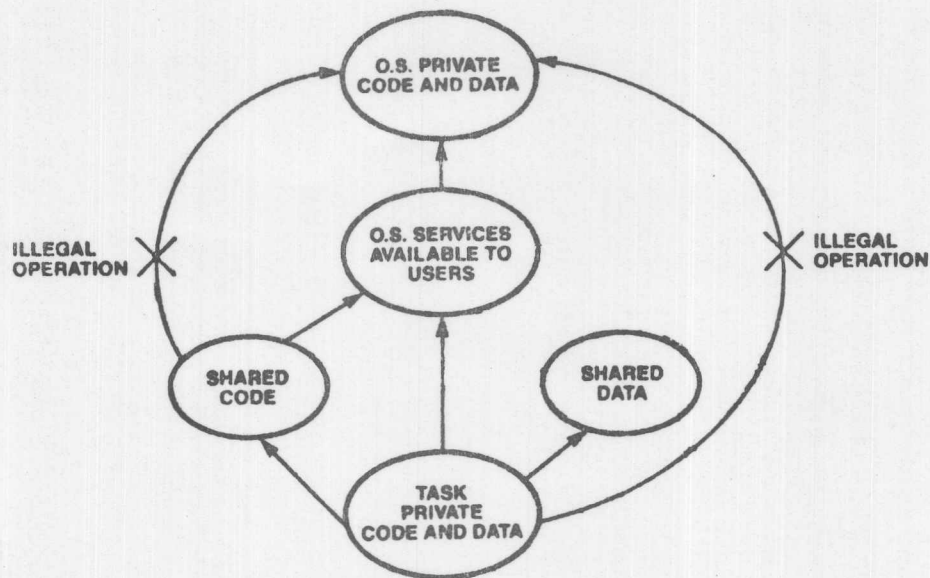 O.S. PRIVATE
CODE AND DATA
ILLEGAL
OPERATION
O.S. SERVICES
AVAILABLE TO
USERS
ILLEGAL
OPERATION
SHARED
CODE
SHARED
DATA
TASK
PRIVATE
CODE AND DATA